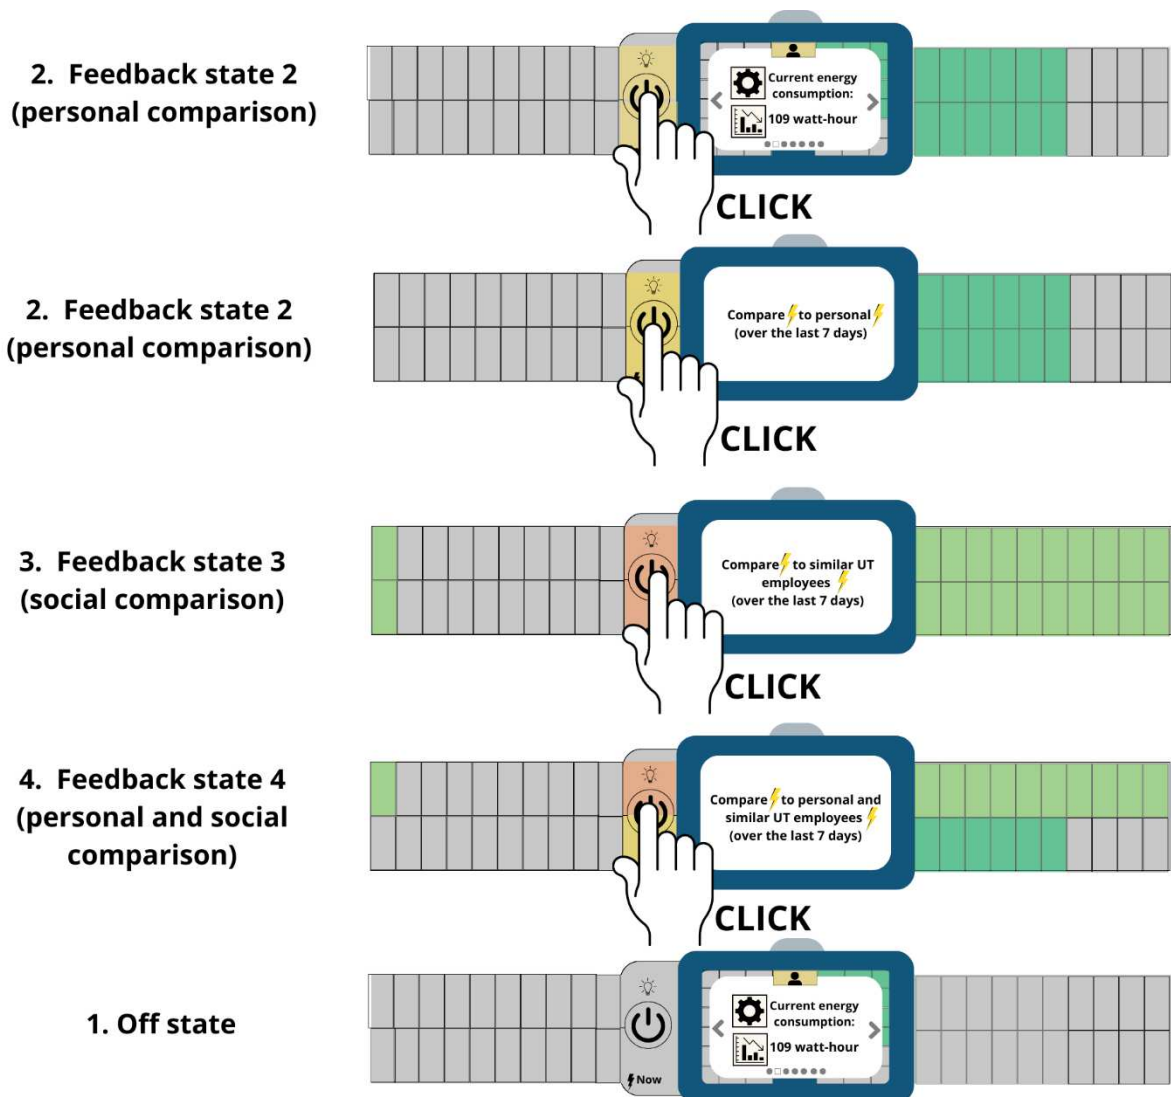 2. Feedback state 2
(personal comparison)
Current energy
consumption:
109 watt-hour
CLICK
2. Feedback state 2
(personal comparison)
Compare to personal
(over the last 7 days)
CLICK
3. Feedback state 3
(social comparison)
Compare to similar UT
employees
(over the last 7 days)
CLICK
4. Feedback state 4
(personal and social
comparison)
Compare to personal and
similar UT employees
(over the last 7 days)
CLICK
1. Off state
Current energy
consumption:
109 watt-hour
Now